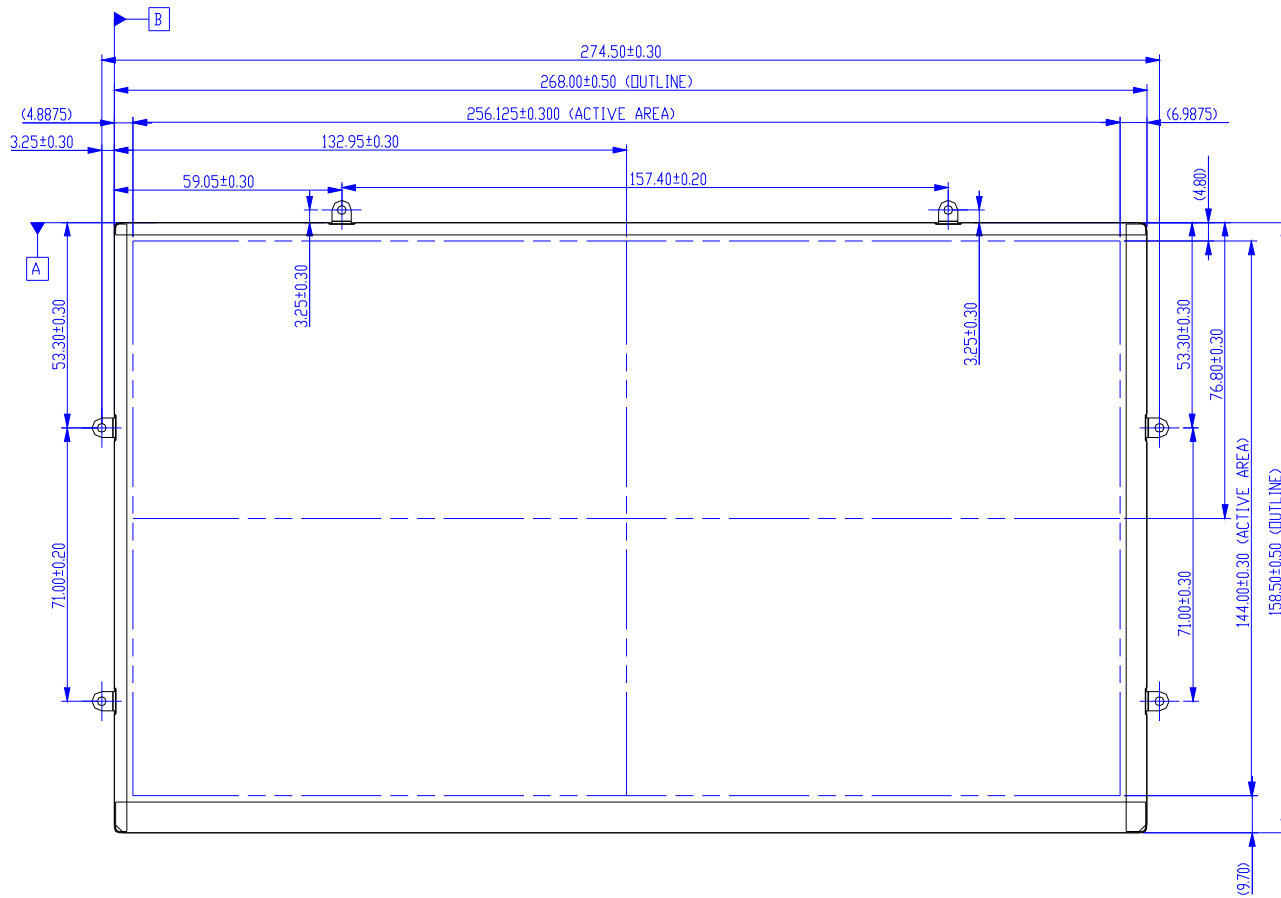 B
274.50±0.30
268.00±0.50 (OUTLINE)
(4.8875)
256.125±0.300 (ACTIVE AREA)
(6.9875)
3.25±0.30
132.95±0.30
59.05±0.30
157.40±0.20
(4.80)
A
3.25±0.30
3.25±0.30
53.30±0.30
53.30±0.30
76.80±0.30
144.00±0.30 (ACTIVE AREA)
158.50±0.50 (OUTLINE)
71.00±0.20
71.00±0.30
(9.70)